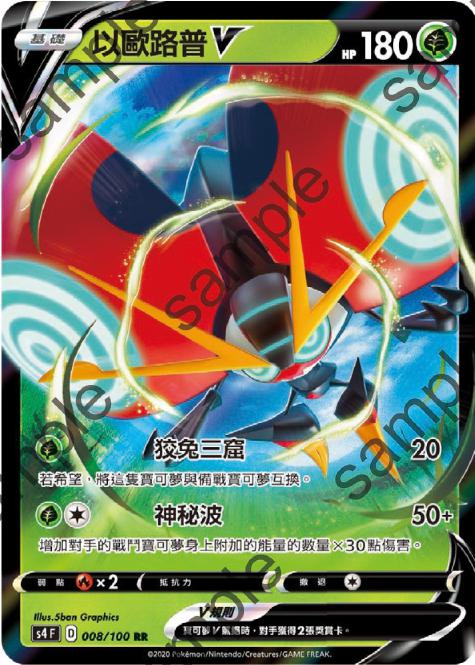 基礎 以歐路普V HP 180
狡兔三窟 20
若希望，將這隻寶可夢與備戰寶可夢互換。
神秘波 50+
增加對手的戰鬥寶可夢身上附加的能量的數量×30點傷害。
弱點 ×2 抵抗力 撤退
Illus.5ban Graphics
V規則
s4 F D 008/100 RR 寶可夢V氣絕時，對手獲得2張獎賞卡。
©2020 Pokémon/Nintendo/Creatures/GAME FREAK.
sample
sample
sample
sample
sample
sample
sample
sample